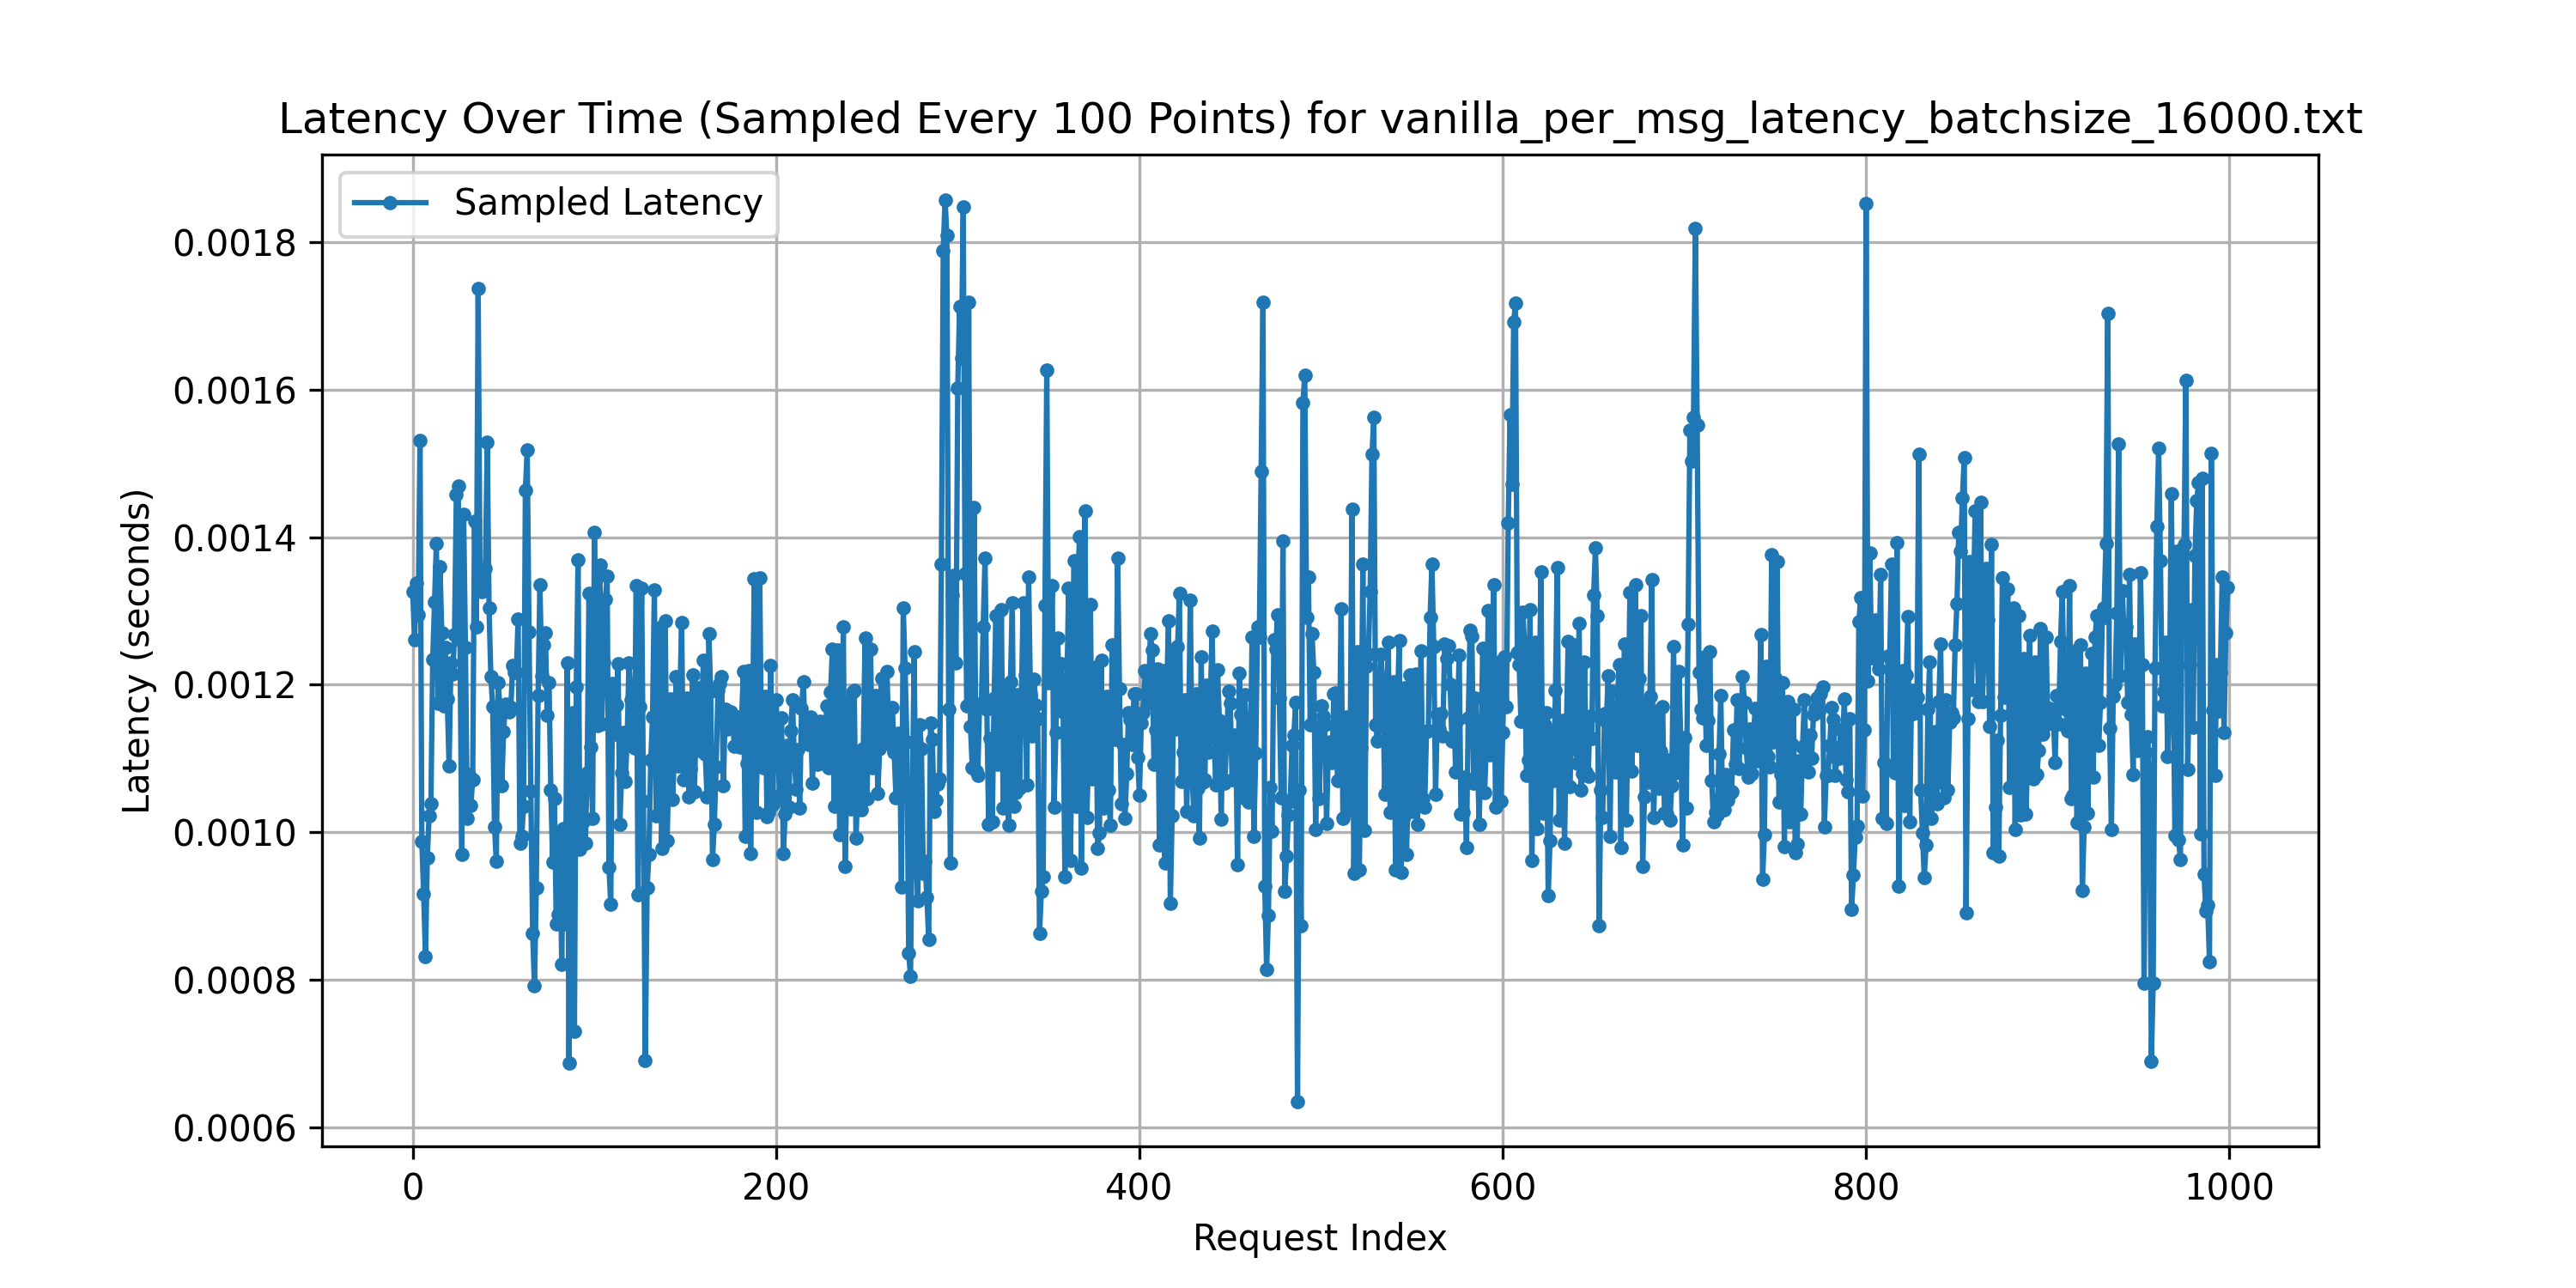 Latency Over Time (Sampled Every 100 Points) for vanilla_per_msg_latency_batchsize_16000.txt
Sampled Latency
Latency (seconds)
0.0018
0.0016
0.0014
0.0012
0.0010
0.0008
0.0006
0 200 400 600 800 1000
Request Index